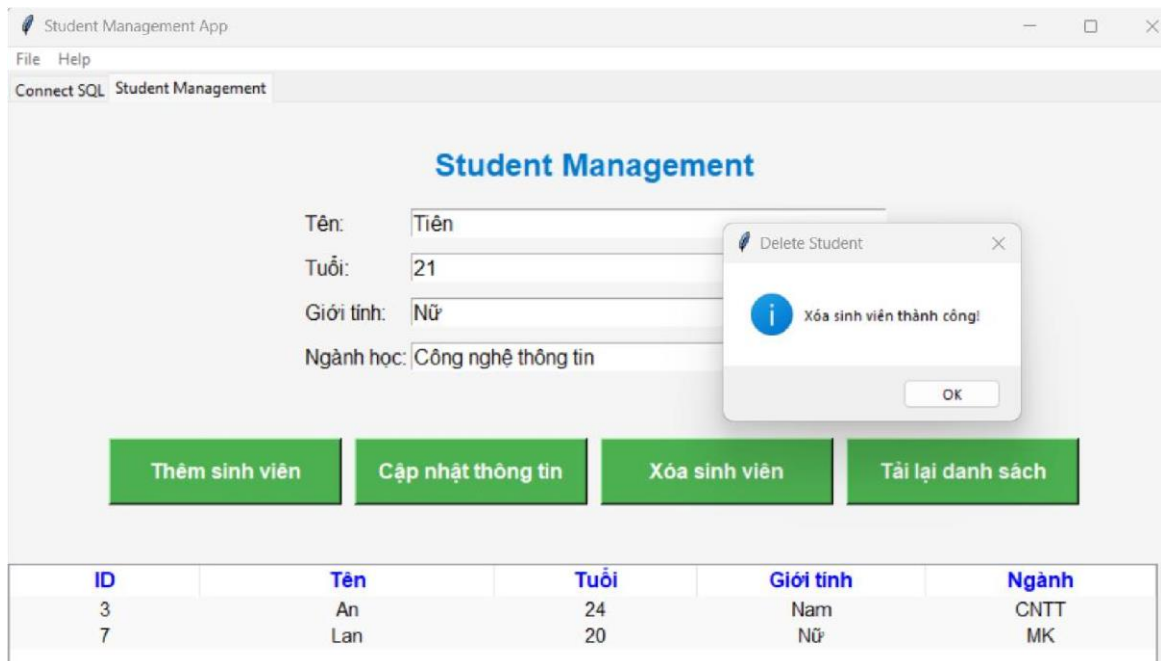 Student Management App
File Help
Connect SQL Student Management
Student Management
Tên: Tiên
Tuổi: 21
Giới tính: Nữ
Ngành học: Công nghệ thông tin
Delete Student
Xóa sinh viên thành công!
OK
Thêm sinh viên Cập nhật thông tin Xóa sinh viên Tải lại danh sách
ID Tên Tuổi Giới tính Ngành
3 An 24 Nam CNTT
7 Lan 20 Nữ MK